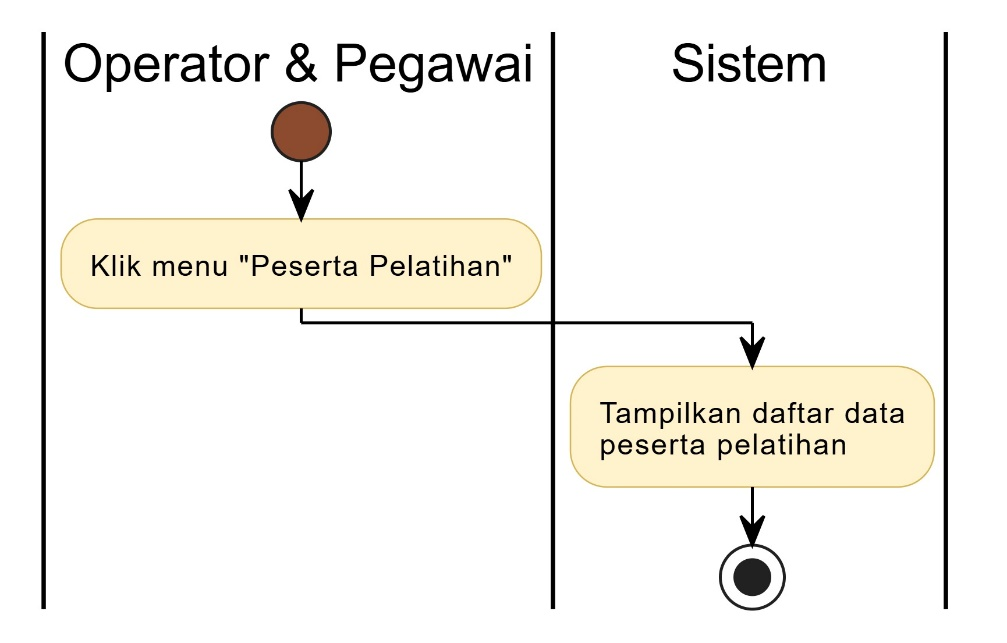 Operator & Pegawai
Sistem
Klik menu "Peserta Pelatihan"
Tampilkan daftar data
peserta pelatihan